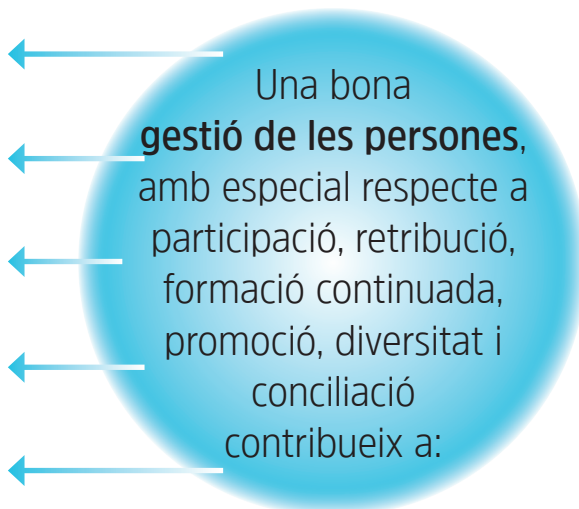 Una bona
gestió de les persones,
amb especial respecte a
participació, retribució,
formació continuada,
promoció, diversitat i
conciliació
contribueix a: